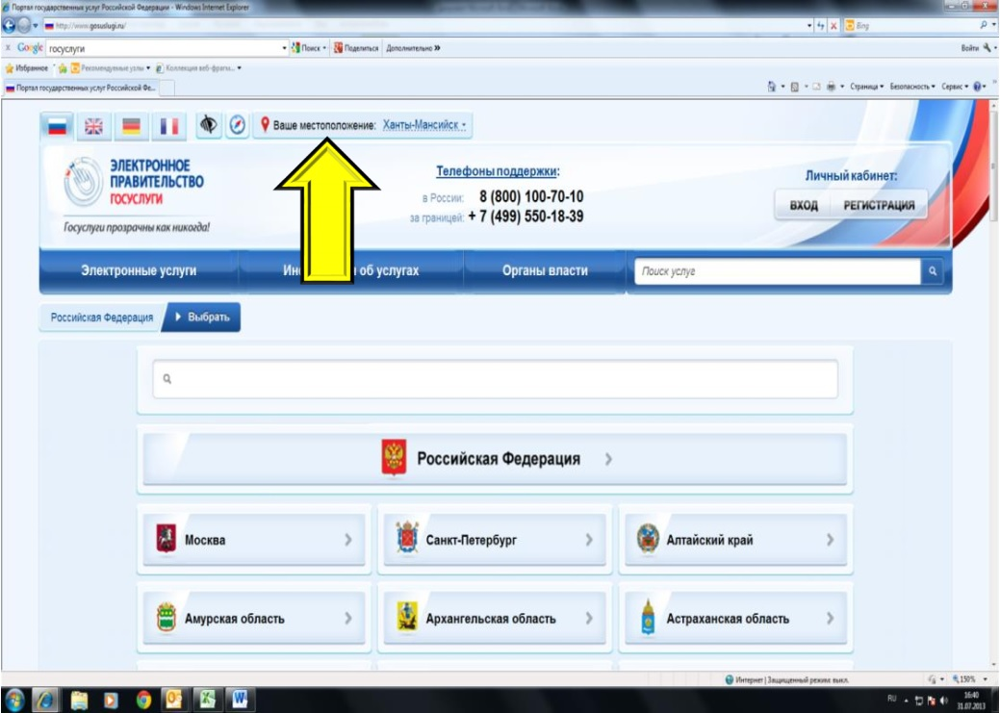 Портал государственных услуг Российской Федерации - Windows Internet Explorer
http://www.gosuslugi.ru/
Bing
Google госуслуги Поиск Поделиться Дополнительно » Войти
Избранное Рекомендуемые узлы Коллекция веб-фрагм...
Портал государственных услуг Российской Фе... Страница Безопасность Сервис
Ваше местоположение: Ханты-Мансийск
ЭЛЕКТРОННОЕ
ПРАВИТЕЛЬСТВО
ГОСУСЛУГИ
Госуслуги прозрачны как никогда!
Телефоны поддержки:
в России: 8 (800) 100-70-10
за границей: + 7 (499) 550-18-39
Личный кабинет:
ВХОД РЕГИСТРАЦИЯ
Электронные услуги об услугах Органы власти Поиск услуг
Российская Федерация Выбрать
Российская Федерация
Москва Санкт-Петербург Алтайский край
Амурская область Архангельская область Астраханская область
Интернет | Защищенный режим: выкл. 150%
RU 16:40
31.07.2013